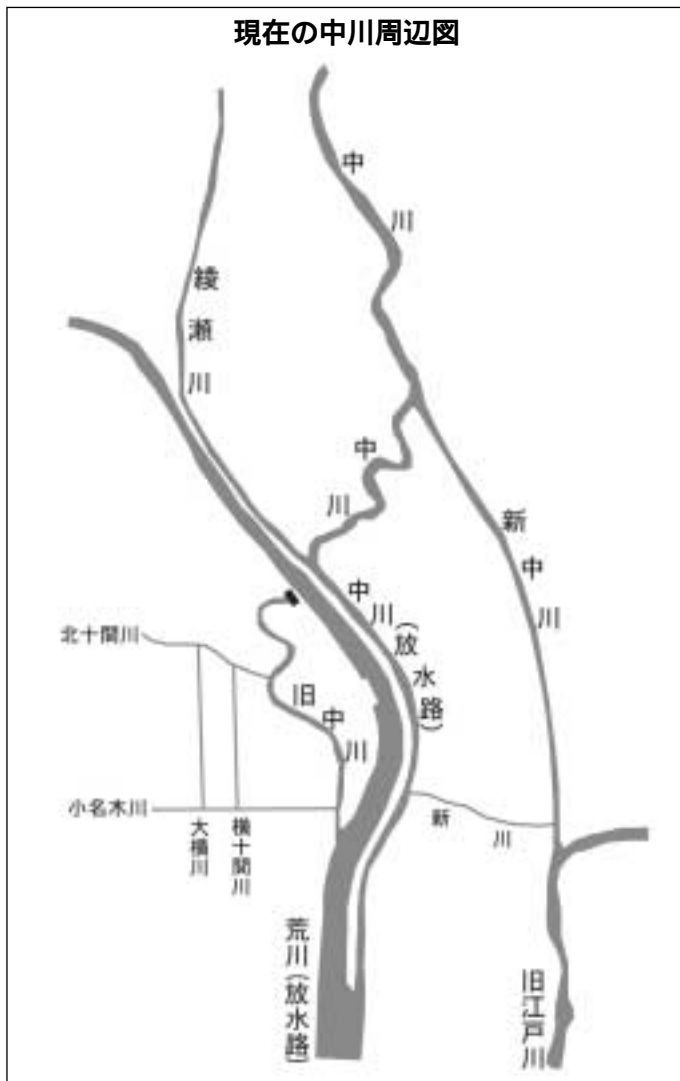 現在の中川周辺図
中川
綾瀬川
中川
新中川
中川(放水路)
北十間川
旧中川
小名木川
大横川
横十間川
新川
荒川(放水路)
旧江戸川